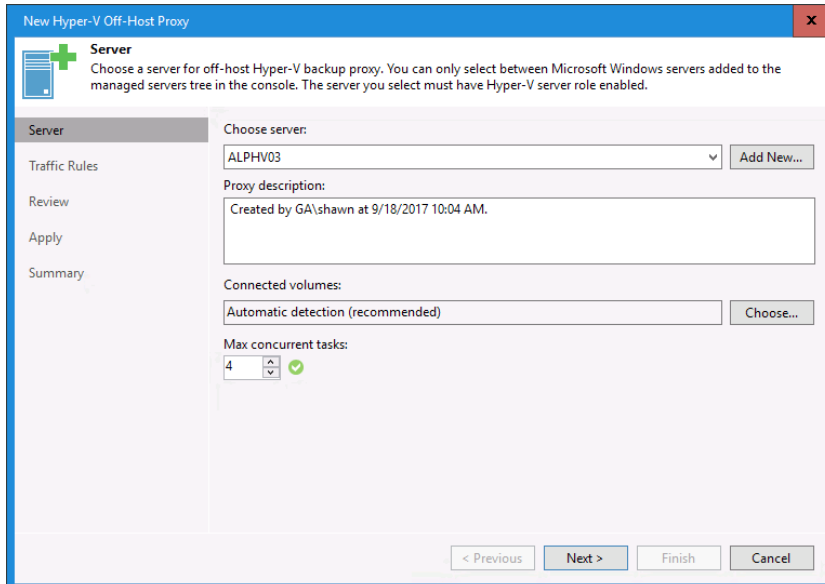 New Hyper-V Off-Host Proxy
x
Server
Choose a server for off-host Hyper-V backup proxy. You can only select between Microsoft Windows servers added to the
managed servers tree in the console. The server you select must have Hyper-V server role enabled.
Server
Traffic Rules
Review
Apply
Summary
Choose server:
ALPHV03
Add New...
Proxy description:
Created by GA\shawn at 9/18/2017 10:04 AM.
Connected volumes:
Automatic detection (recommended)
Choose...
Max concurrent tasks:
4
< Previous
Next >
Finish
Cancel